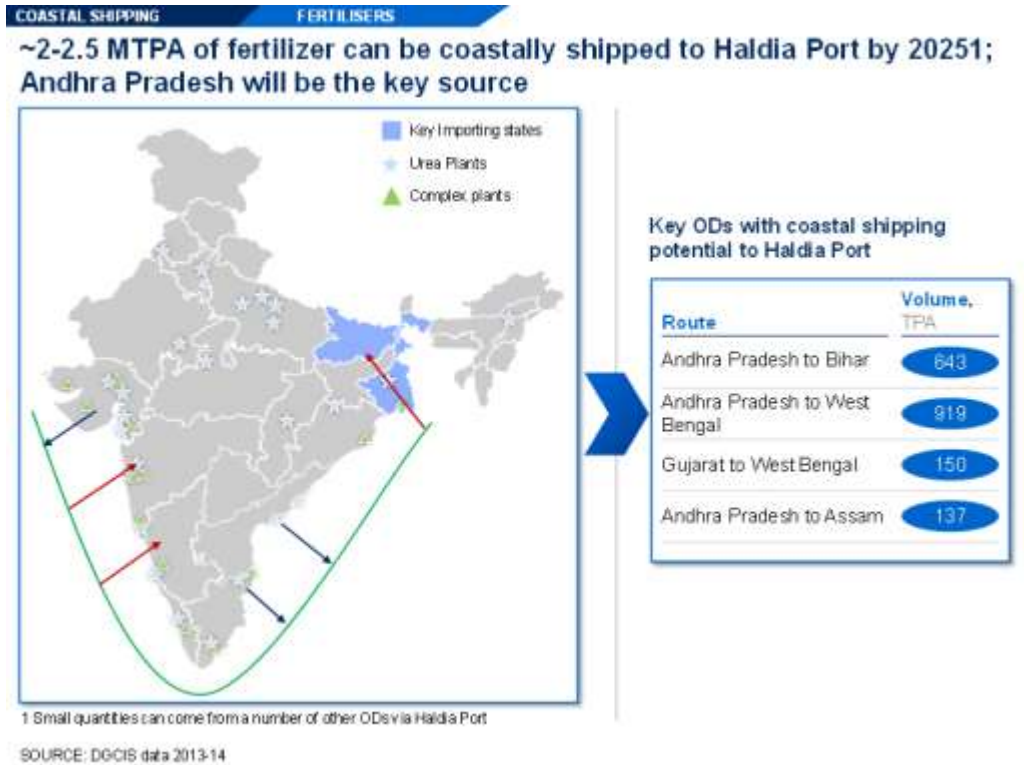 COASTAL SHIPPING
FERTILISERS
~2-2.5 MTPA of fertilizer can be coastally shipped to Haldia Port by 20251;
Andhra Pradesh will be the key source
Key Importing states
Urea Plants
Complex plants
Key ODs with coastal shipping
potential to Haldia Port
Route
Volume,
TPA
Andhra Pradesh to Bihar
643
Andhra Pradesh to West
Bengal
919
Gujarat to West Bengal
150
Andhra Pradesh to Assam
137
1 Small quantities can come from a number of other ODs via Haldia Port
SOURCE: DGCIS data 2013-14